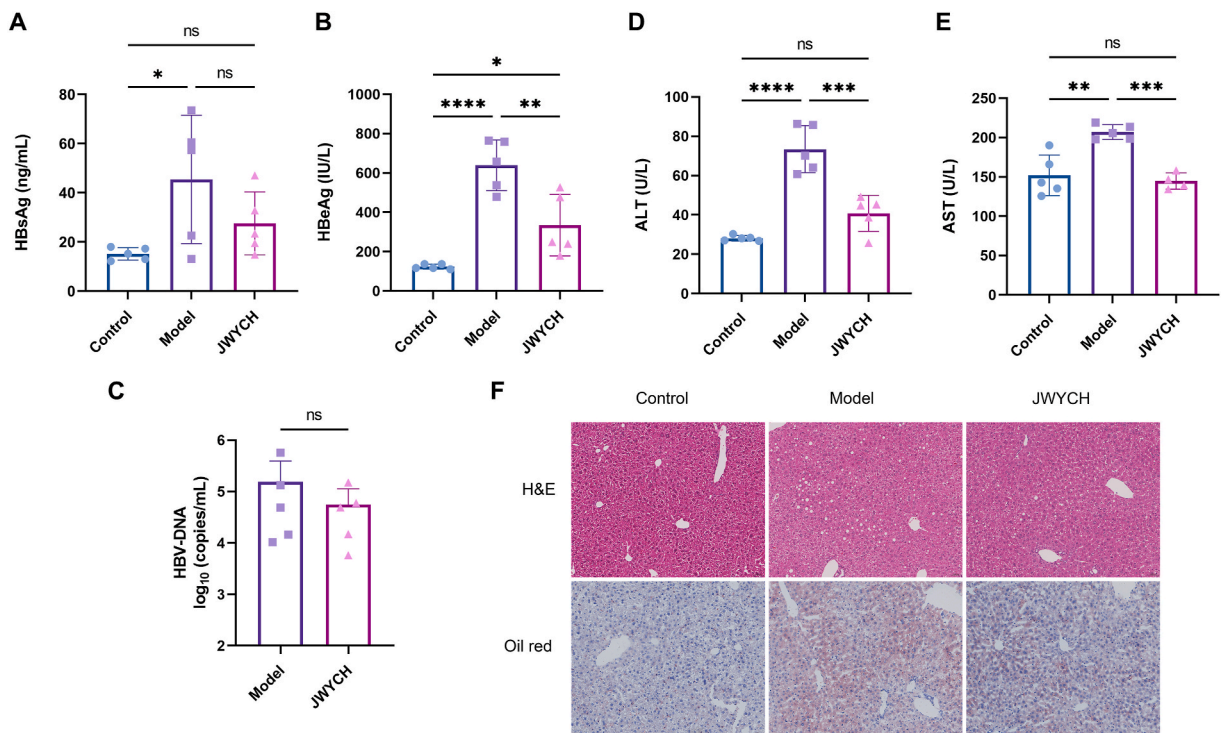 A
ns
*
ns
HBsAg (ng/mL)
80
60
40
20
0
Control
Model
JWYCH
B
*
****
**
HBeAg (IU/L)
1000
800
600
400
200
0
Control
Model
JWYCH
D
ns
****
***
ALT (U/L)
100
80
60
40
20
0
Control
Model
JWYCH
E
ns
**
***
AST (U/L)
250
200
150
100
50
0
Control
Model
JWYCH
C
ns
HBV-DNA
log₁₀ (copies/mL)
6
5
4
3
2
Model
JWYCH
F
Control
Model
JWYCH
H&E
Oil red